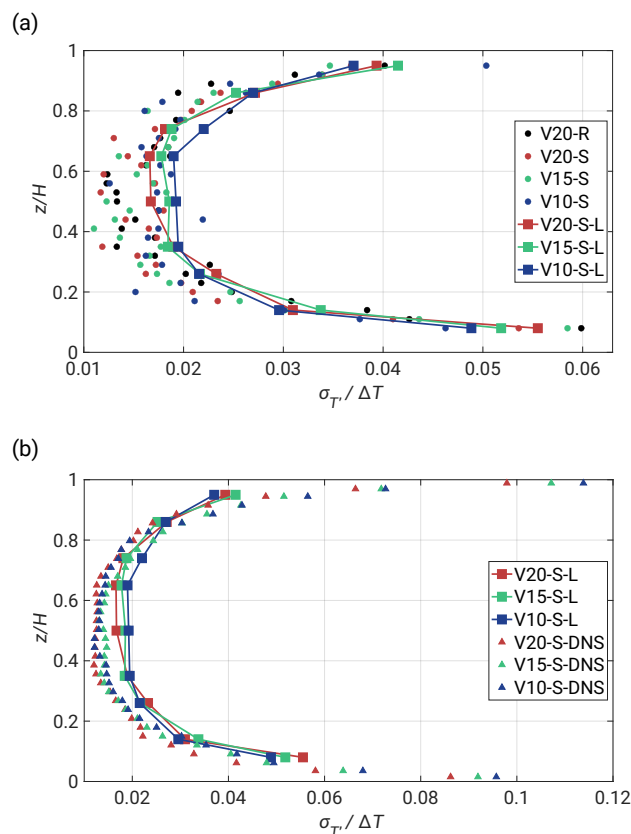 (a)
1
0.8
0.6
0.4
0.2
0
z/H
V20-R
V20-S
V15-S
V10-S
V20-S-L
V15-S-L
V10-S-L
0.01 0.02 0.03 0.04 0.05 0.06
σT′ / ΔT
(b)
1
0.8
0.6
0.4
0.2
0
z/H
V20-S-L
V15-S-L
V10-S-L
V20-S-DNS
V15-S-DNS
V10-S-DNS
0.02 0.04 0.06 0.08 0.1 0.12
σT′ / ΔT